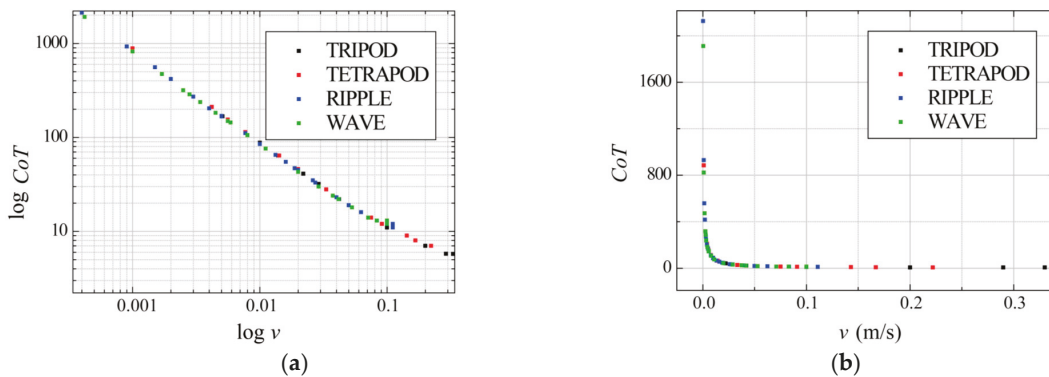 1000
100
10
log CoT
0.001
0.01
0.1
log v
TRIPOD
TETRAPOD
RIPPLE
WAVE
(a)
1600
800
0
CoT
0.0
0.1
0.2
0.3
v (m/s)
TRIPOD
TETRAPOD
RIPPLE
WAVE
(b)